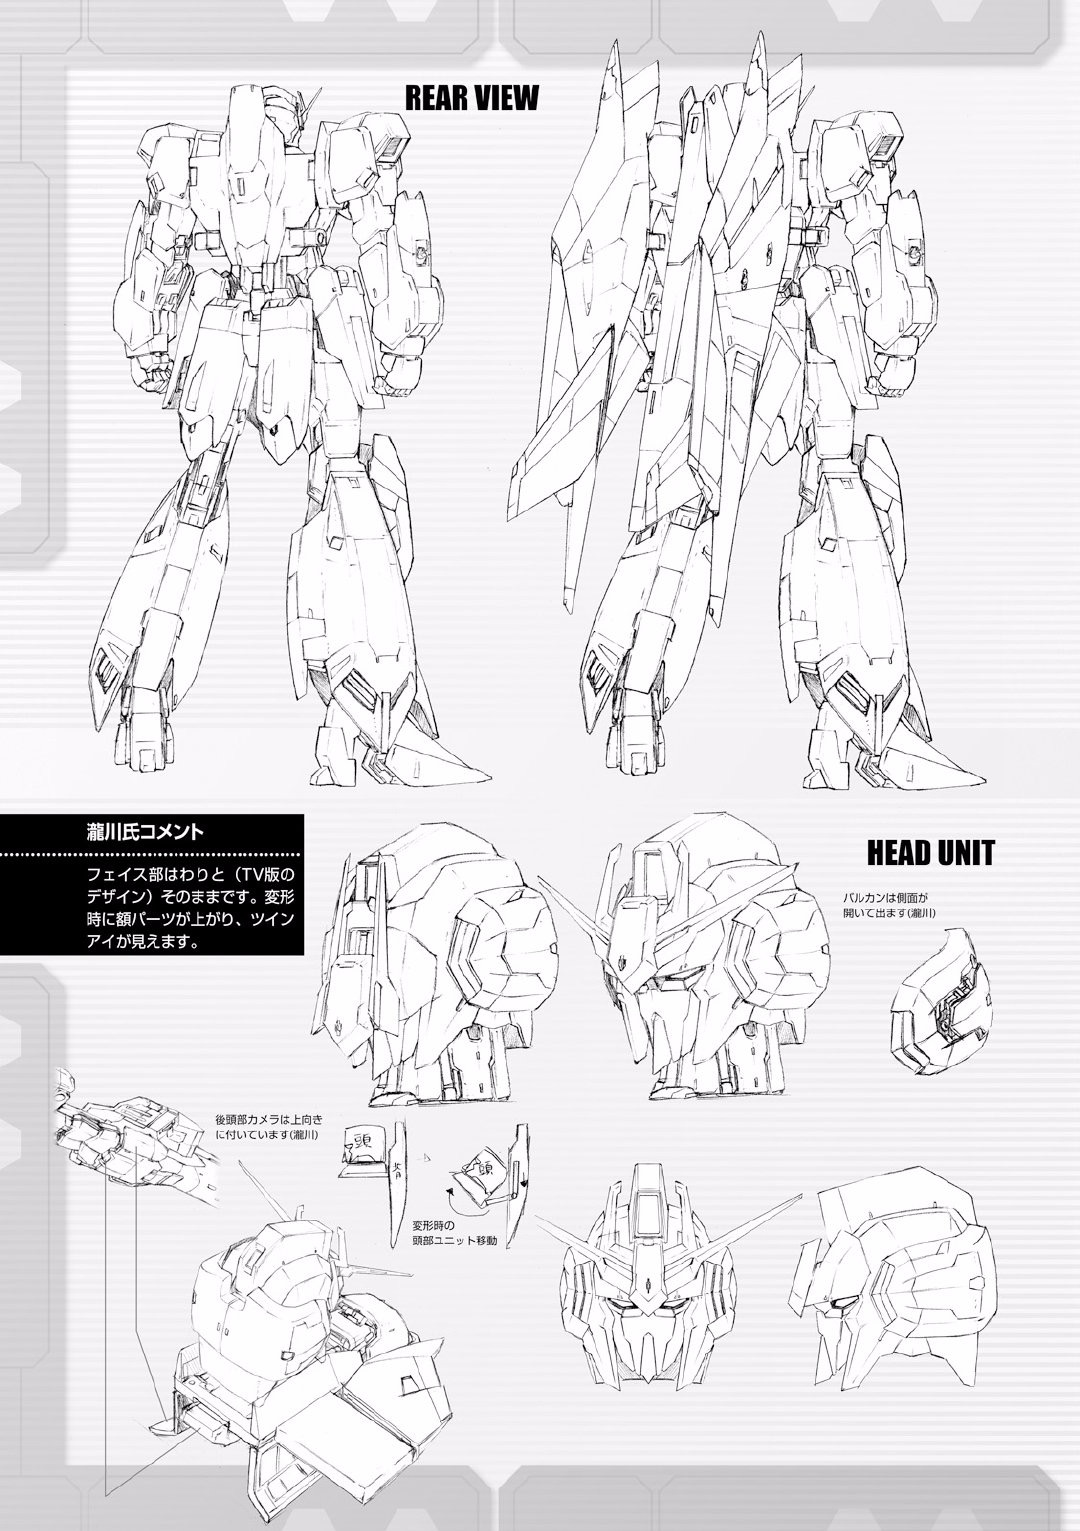 REAR VIEW
瀧川氏コメント
フェイス部はわりと（TV版の
デザイン）そのままです。変形
時に額パーツが上がり、ツイン
アイが見えます。
HEAD UNIT
バルカンは側面が
開いて出ます(瀧川)
後頭部カメラは上向き
に付いています(瀧川)
頭
背
頭
変形時の
頭部ユニット移動